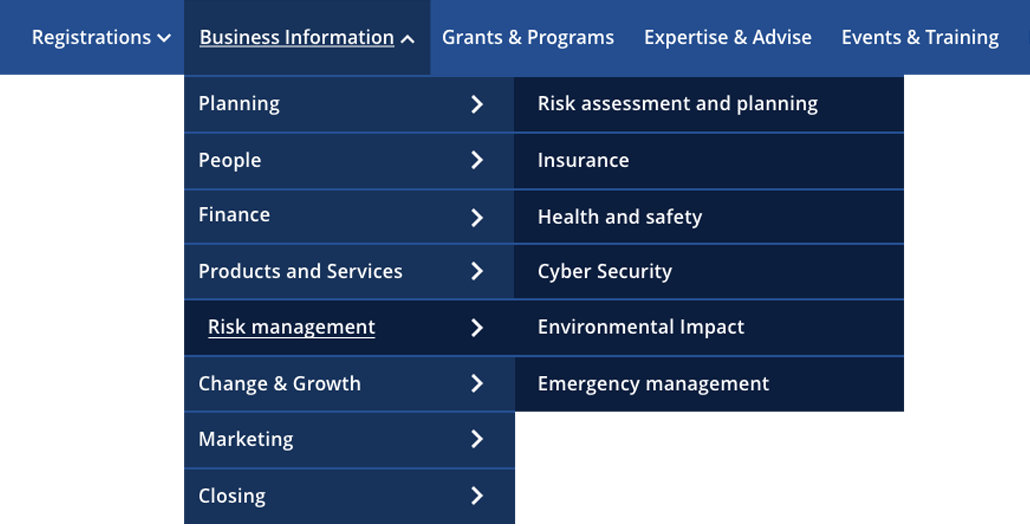 Registrations
Business Information
Grants & Programs
Expertise & Advise
Events & Training
Planning
People
Finance
Products and Services
Risk management
Change & Growth
Marketing
Closing
Risk assessment and planning
Insurance
Health and safety
Cyber Security
Environmental Impact
Emergency management